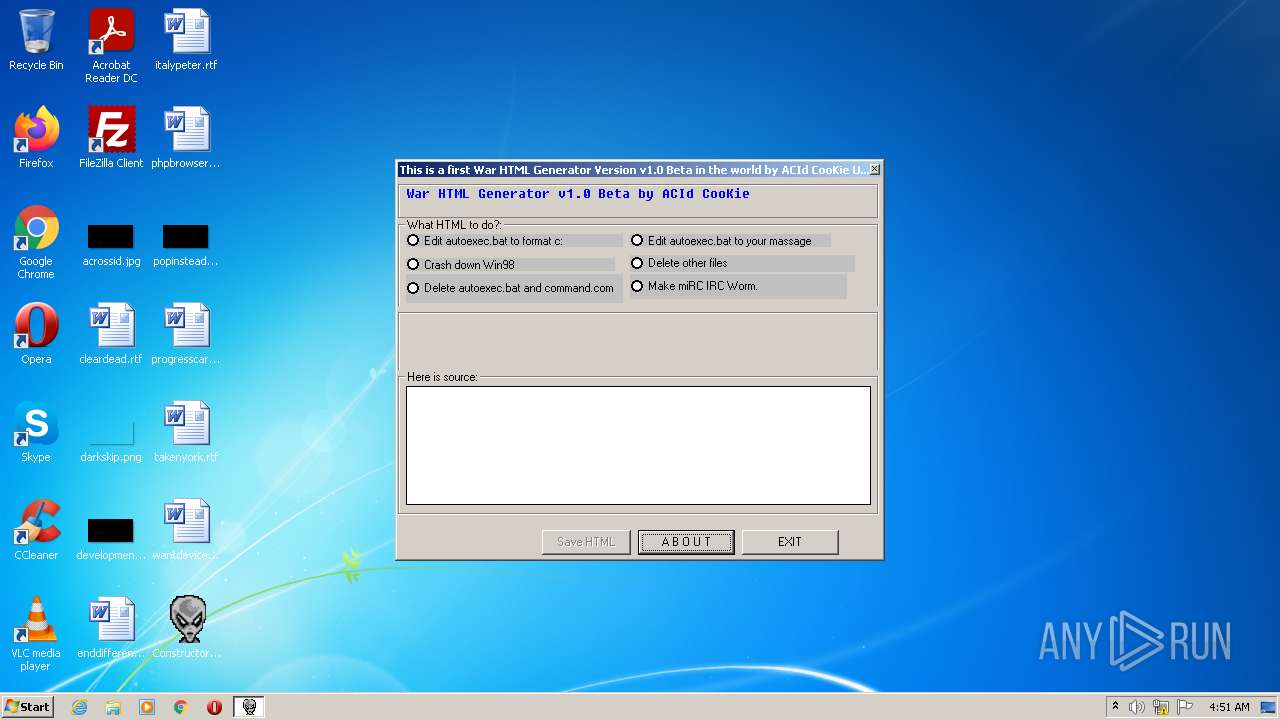 Recycle Bin
Acrobat
Reader DC
italypeter.rtf
Firefox
FileZilla Client
phpbrowser...
Google
Chrome
acrossid.jpg
popinstead...
Opera
cleardead.rtf
progresscar...
Skype
darkskip.png
takenyork.rtf
CCleaner
developmen...
wantdevice...
VLC media
player
enddifferen...
Constructor...
This is a first War HTML Generator Version v1.0 Beta in the world by ACId CooKie U...
War HTML Generator v1.0 Beta by ACId CooKie
What HTML to do?:
Edit autoexec.bat to format c:
Edit autoexec.bat to your massage
Crash down Win98
Delete other files
Delete autoexec.bat and command.com
Make miRC IRC Worm.
Here is source:
Save HTML
A B O U T
EXIT
ANY RUN
Start
4:51 AM